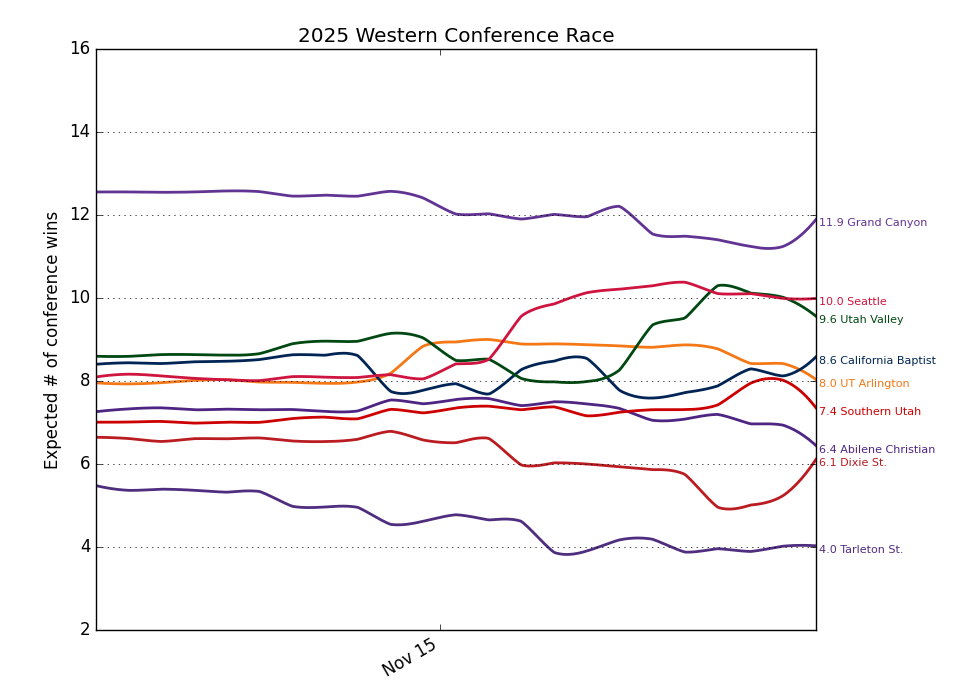 2025 Western Conference Race
Expected # of conference wins
16
14
12
10
8
6
4
2
Nov 15
11.9 Grand Canyon
10.0 Seattle
9.6 Utah Valley
8.6 California Baptist
8.0 UT Arlington
7.4 Southern Utah
6.4 Abilene Christian
6.1 Dixie St.
4.0 Tarleton St.